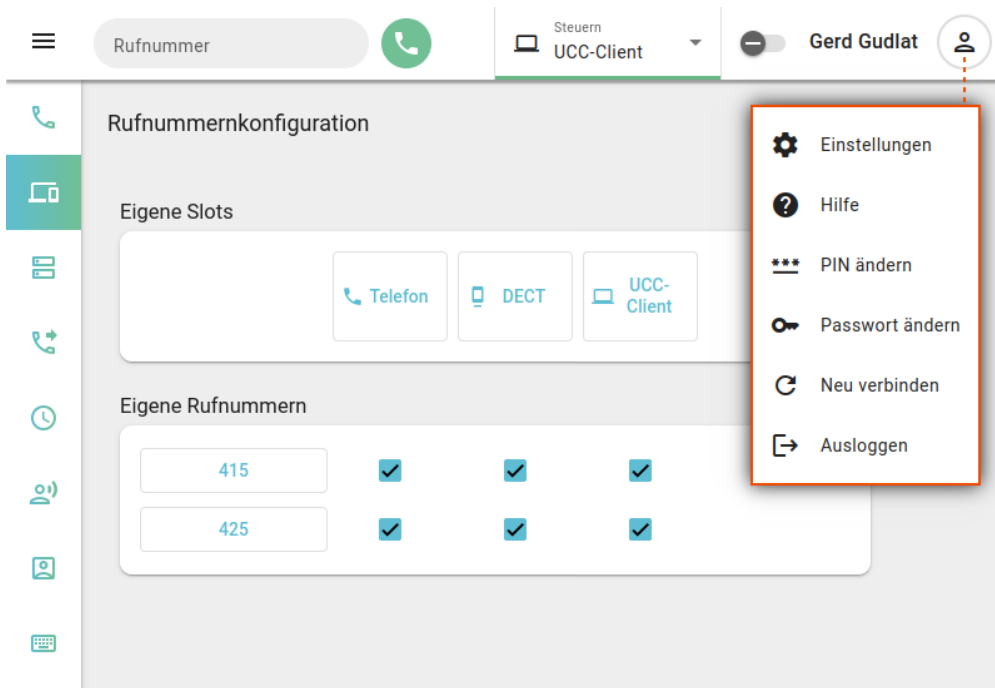 Rufnummer
Steuern
UCC-Client
Gerd Gudlat
Rufnummernkonfiguration
Einstellungen
Hilfe
PIN ändern
Passwort ändern
Neu verbinden
Ausloggen
Eigene Slots
Telefon
DECT
UCC-
Client
Eigene Rufnummern
415
425